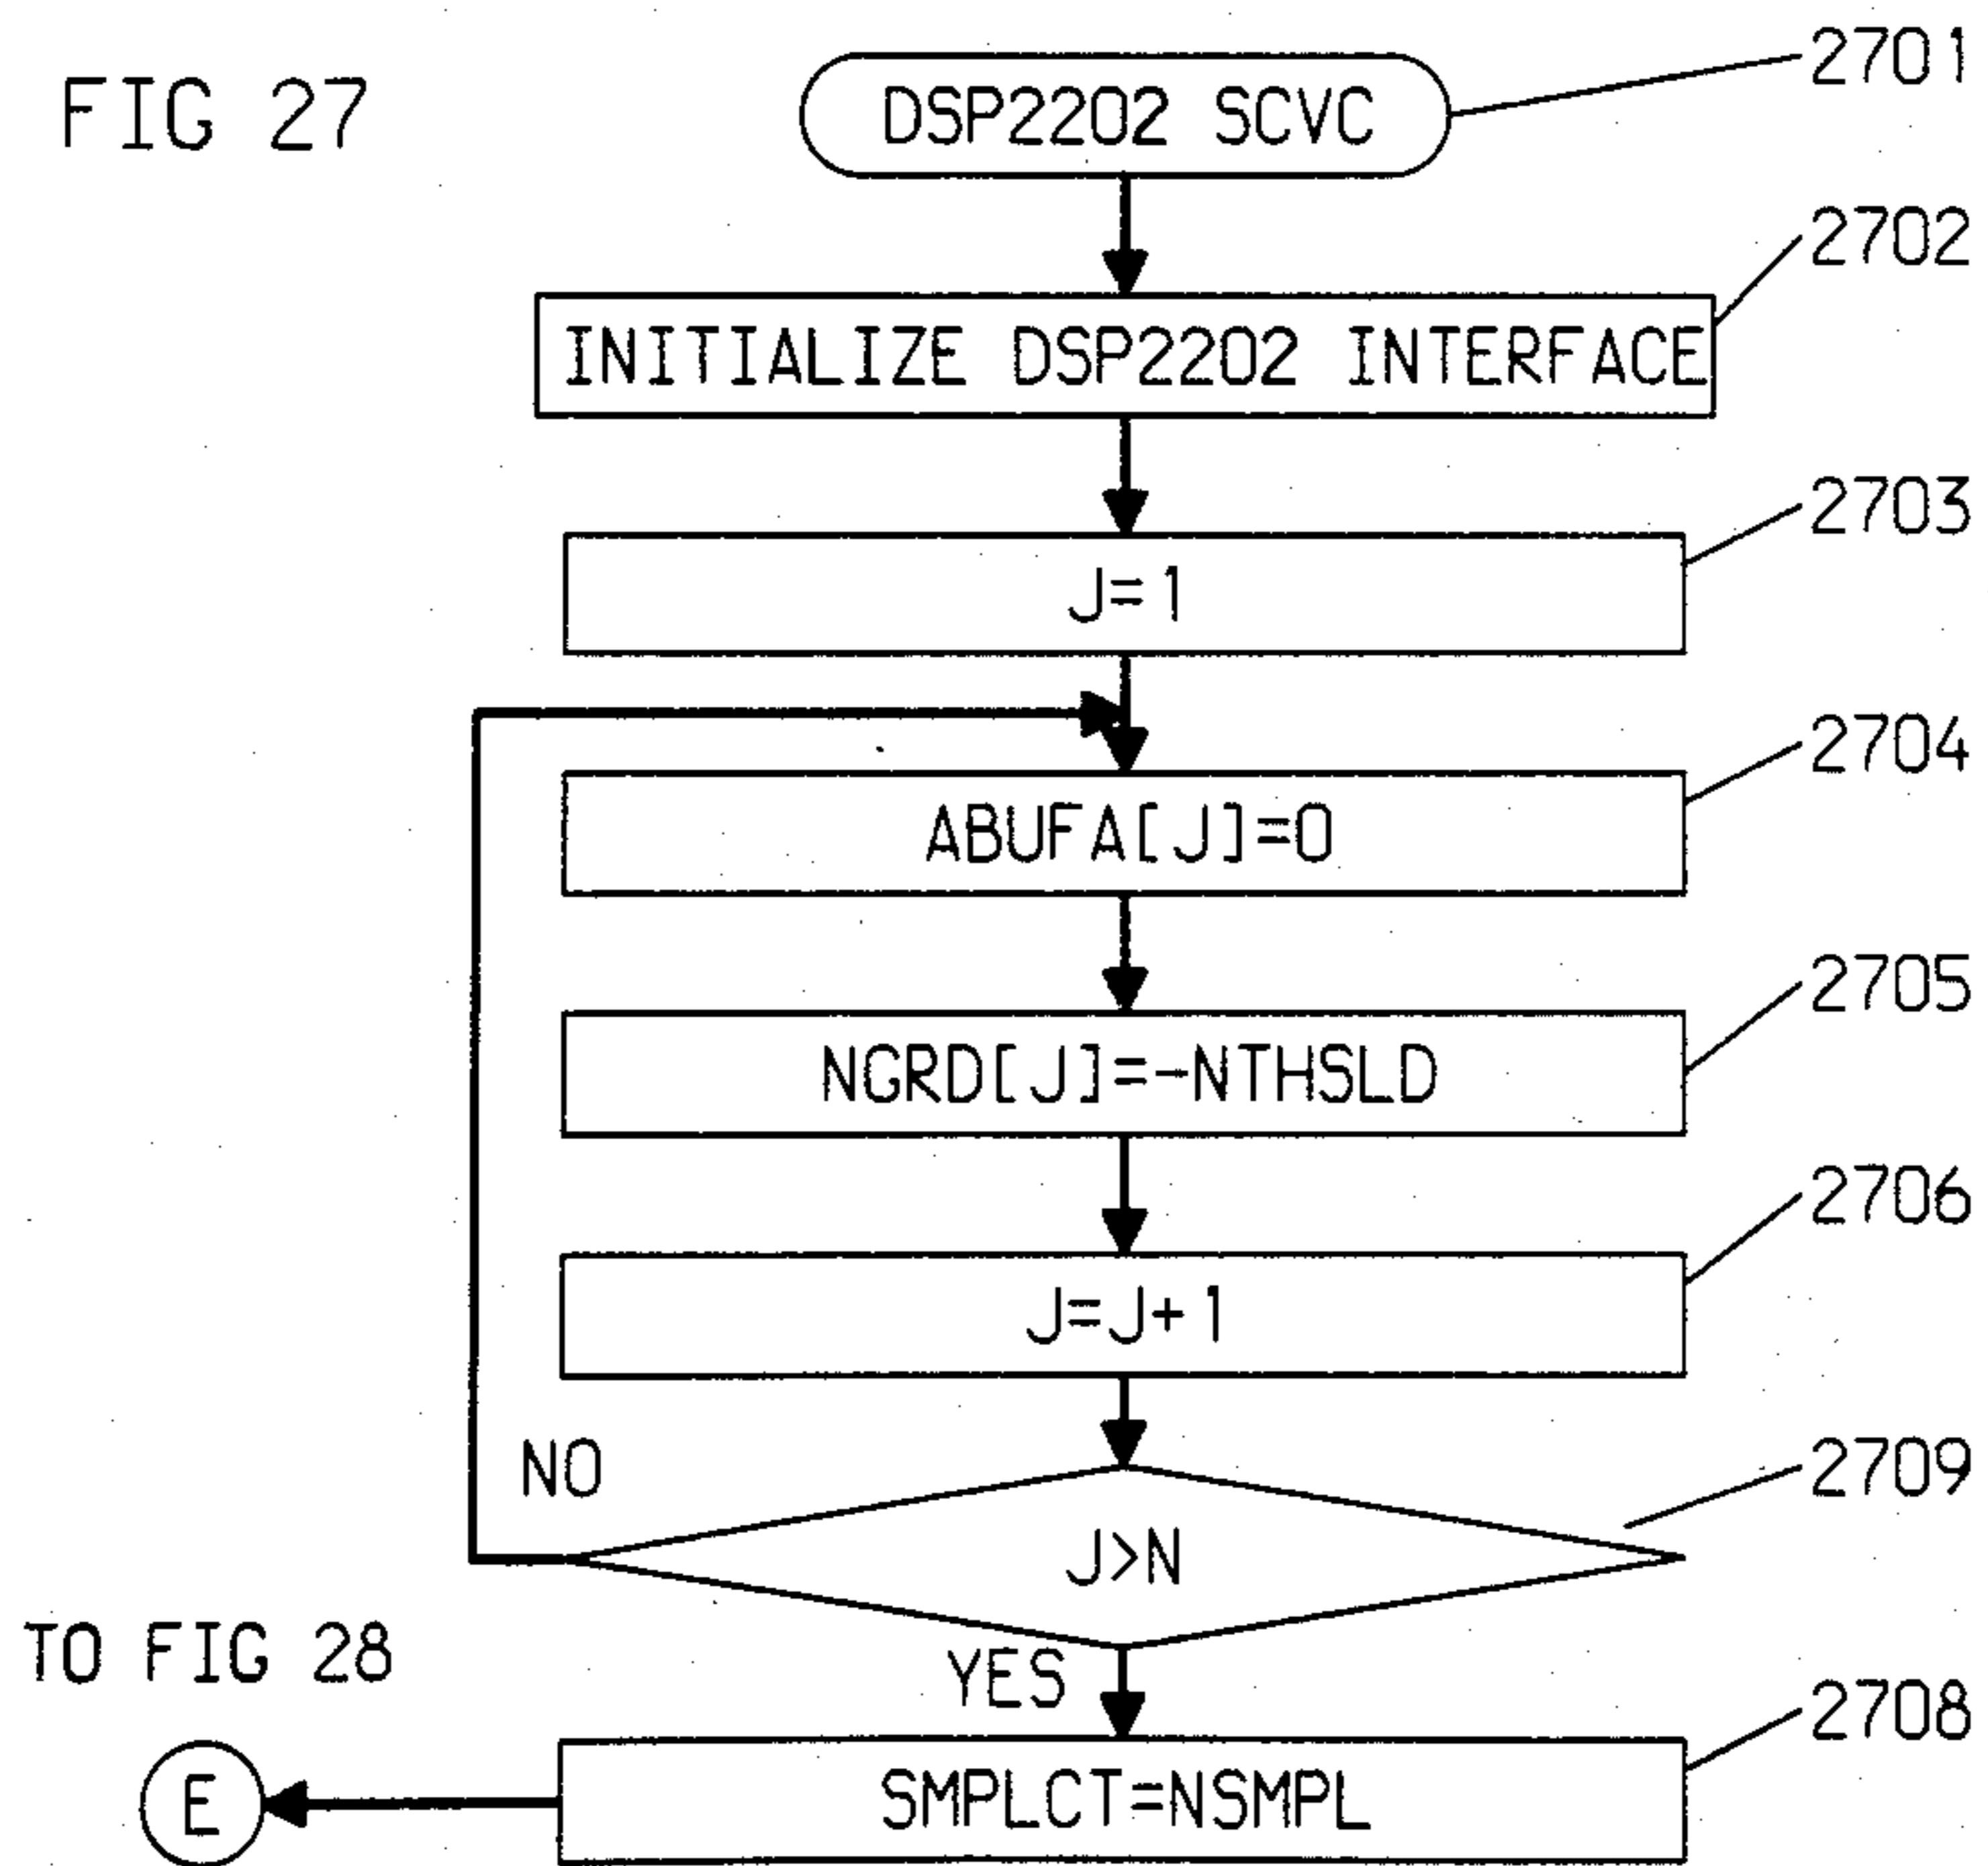 FIG 27
DSP2202 SCVC
2701
2702
INITIALIZE DSP2202 INTERFACE
2703
J=1
2704
ABUFA[J]=0
2705
NGRD[J]=-NTHSLD
2706
J=J+1
2709
NO
J>N
TO FIG 28
YES
2708
SMPLCT=NSMPL
E